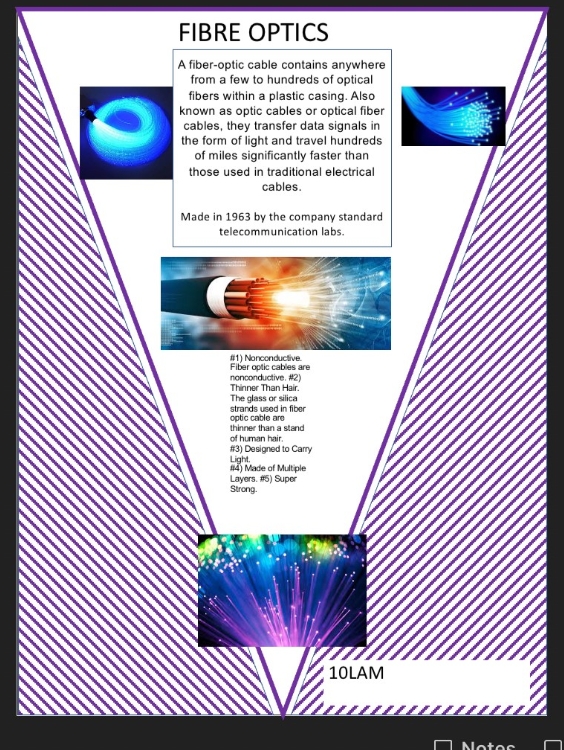 FIBRE OPTICS
A fiber-optic cable contains anywhere
from a few to hundreds of optical
fibers within a plastic casing. Also
known as optic cables or optical fiber
cables, they transfer data signals in
the form of light and travel hundreds
of miles significantly faster than
those used in traditional electrical
cables.
Made in 1963 by the company standard
telecommunication labs.
#1) Nonconductive.
Fiber optic cables are
nonconductive. #2)
Thinner Than Hair.
The glass or silica
strands used in fiber
optic cable are
thinner than a stand
of human hair.
#3) Designed to Carry
Light.
#4) Made of Multiple
Layers. #5) Super
Strong.
10LAM
Notes